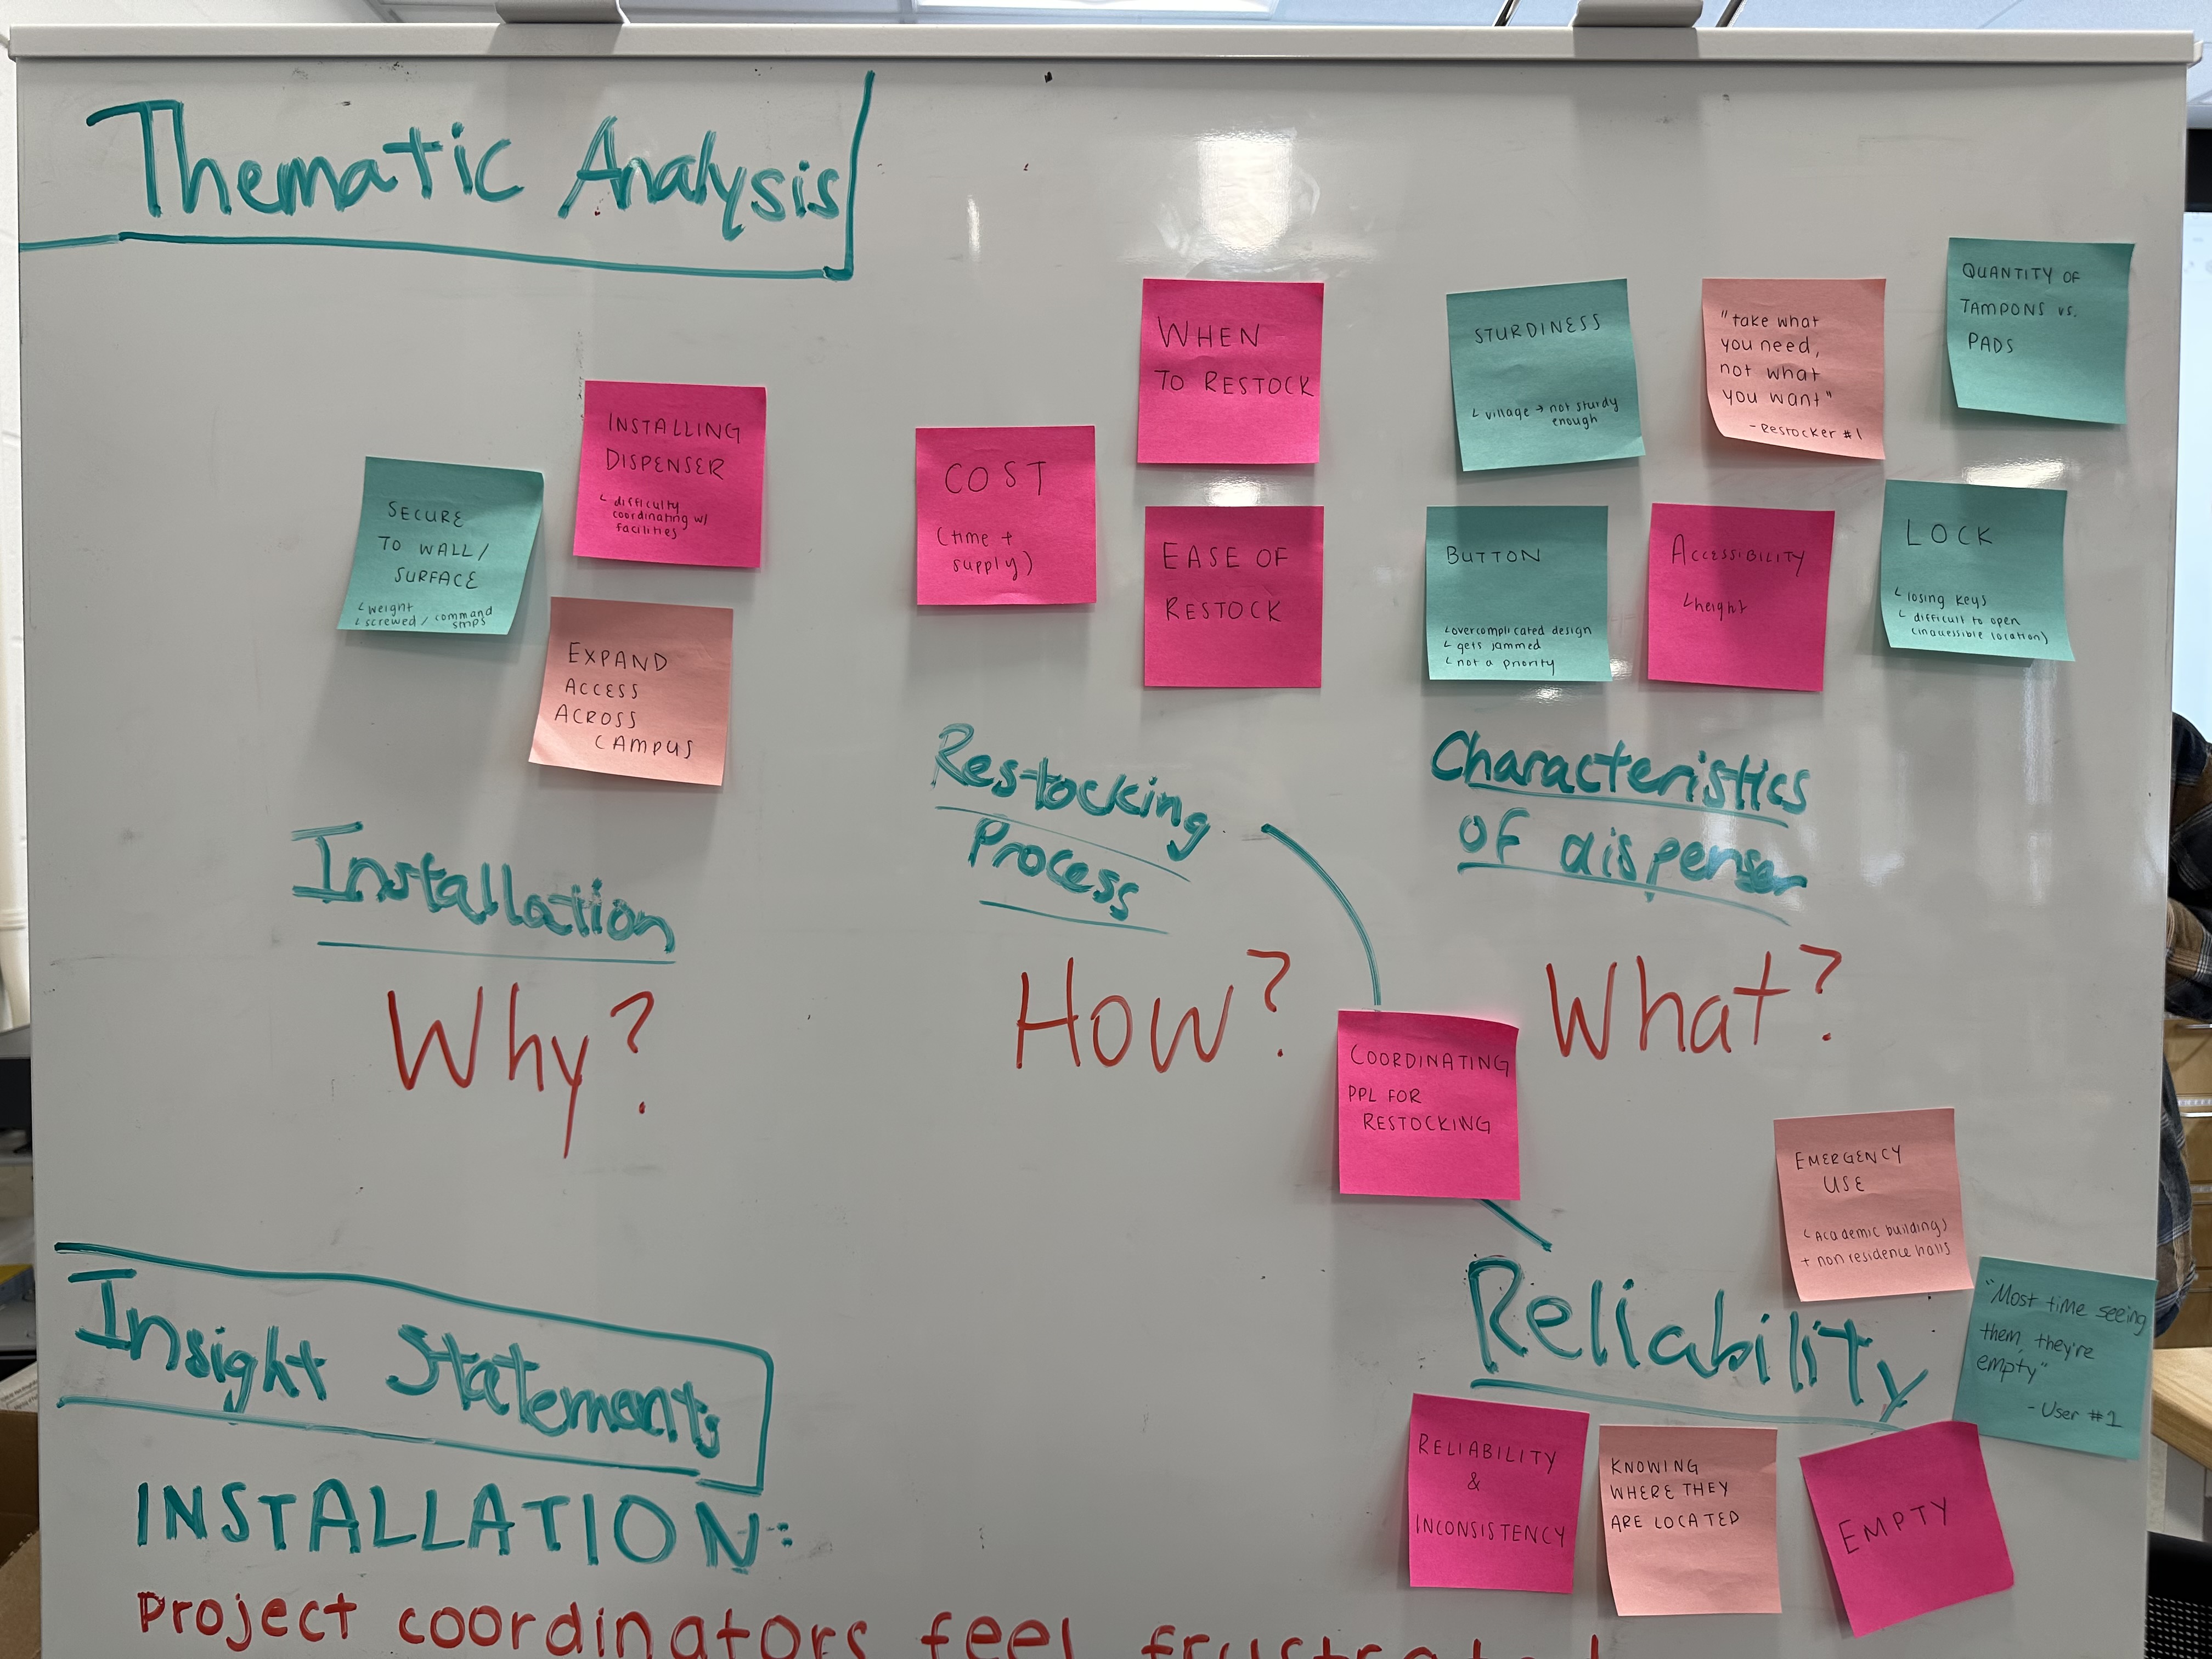 Thematic Analysis
SECURE
TO WALL/
SURFACE
↳ weight
↳ screwed / command
strips
INSTALLING
DISPENSER
↳ difficulty
coordinating w/
facilities
EXPAND
ACCESS
ACROSS
CAMPUS
Installation
Why?
COST
(time +
supply)
WHEN
TO RESTOCK
EASE OF
RESTOCK
Restocking
Process
How?
STURDINESS
↳ village → not sturdy
enough
"take what
you need,
not what
you want"
- Restocker #1
QUANTITY OF
TAMPONS vs.
PADS
BUTTON
↳ overcomplicated design
↳ gets jammed
↳ not a priority
ACCESSIBILITY
↳ height
LOCK
↳ losing keys
↳ difficult to open
(inaccessible location)
Characteristics
of dispenser
What?
COORDINATING
PPL FOR
RESTOCKING
EMERGENCY
USE
↳ Academic buildings
+ non residence halls
Reliability
"Most time seeing
them, they're
empty"
- User #1
RELIABILITY
&
INCONSISTENCY
KNOWING
WHERE THEY
ARE LOCATED
EMPTY
Insight Statements
INSTALLATION:
Project coordinators feel frustrated